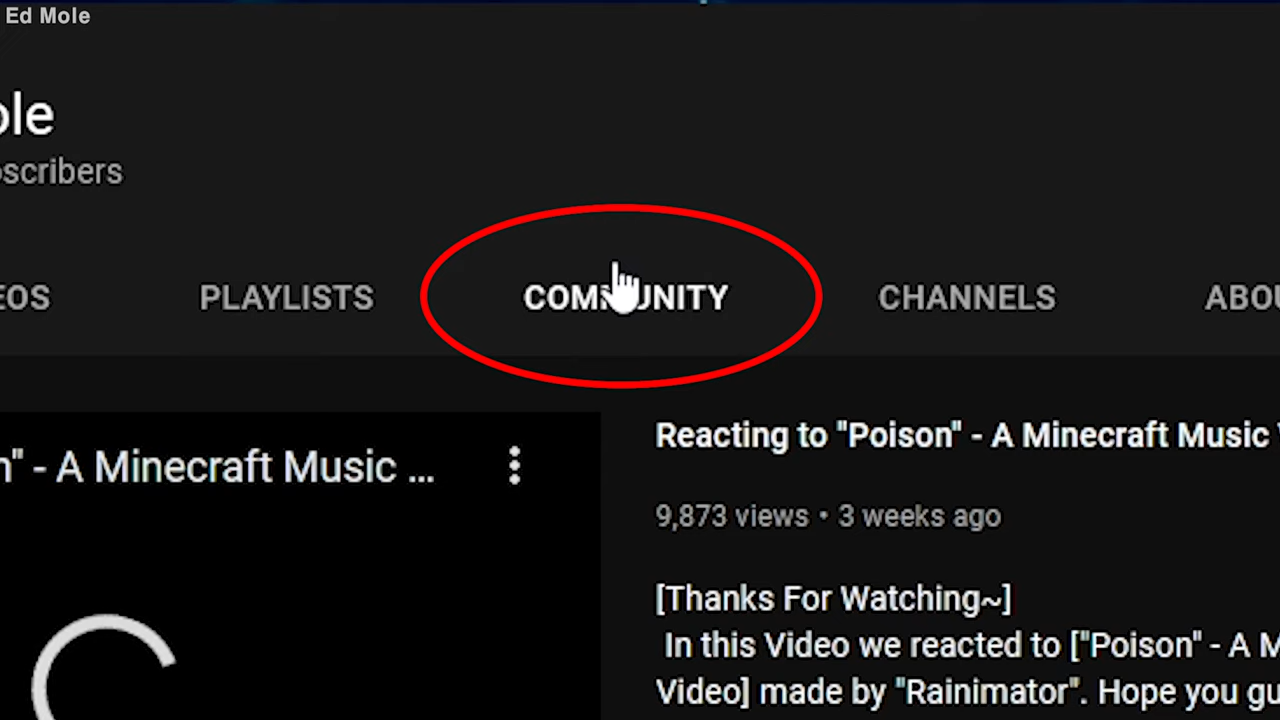 Ed Mole
ole
scribers
EOS PLAYLISTS COMMUNITY CHANNELS ABOU
Reacting to "Poison" - A Minecraft Music
n" - A Minecraft Music ...
9,873 views • 3 weeks ago
[Thanks For Watching~]
In this Video we reacted to ["Poison" - A M
Video] made by "Rainimator". Hope you gu